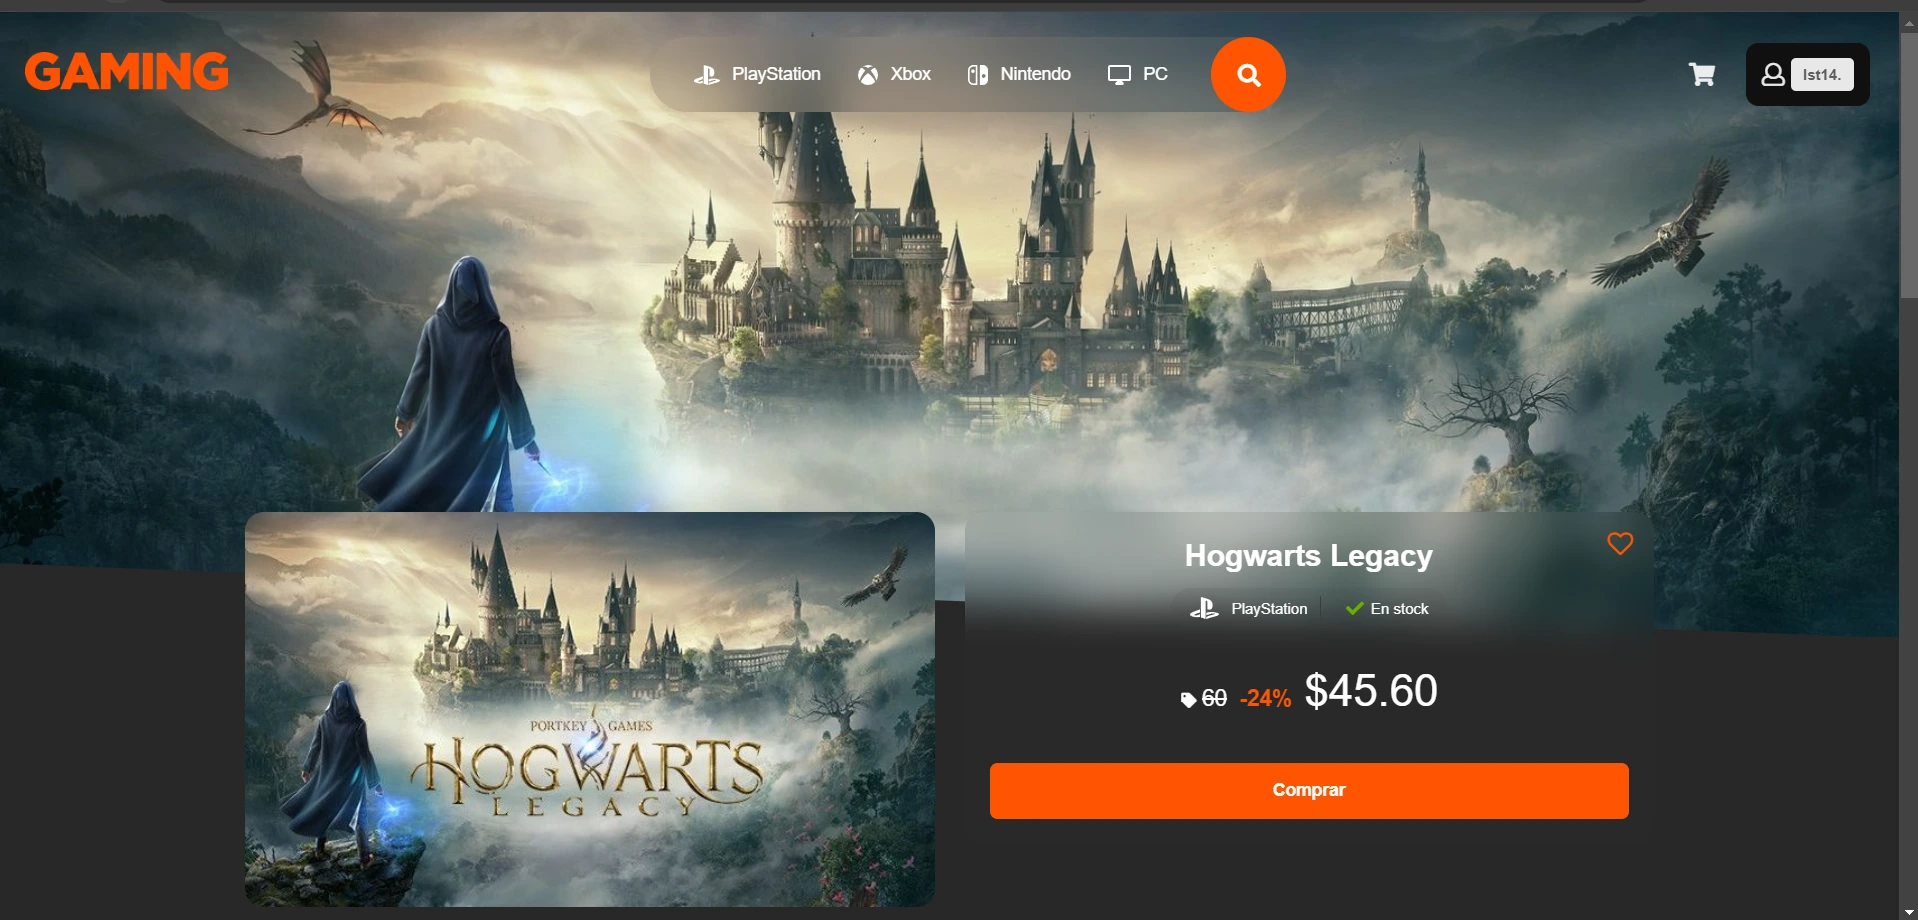 GAMING
PlayStation Xbox Nintendo PC
Ist14.
Hogwarts Legacy
PlayStation En stock
60 -24% $45.60
Comprar
PORTKEY GAMES
HOGWARTS
LEGACY